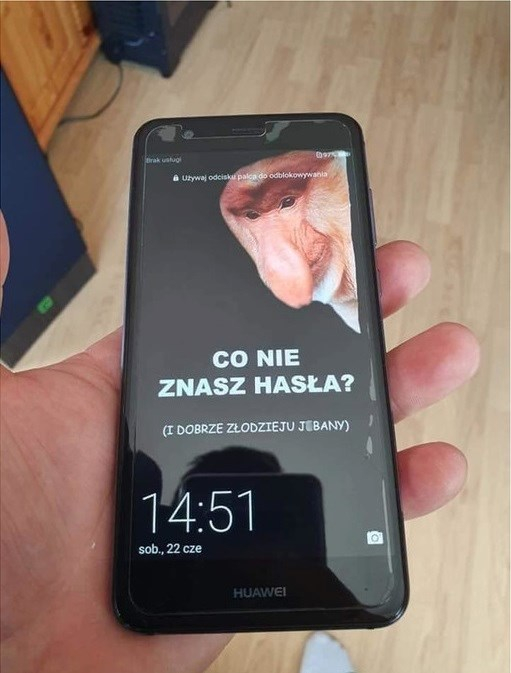 Brak usługi
97%
Używaj odcisku palca do odblokowywania
CO NIE
ZNASZ HASŁA?
(I DOBRZE ZŁODZIEJU J BANY)
14:51
sob., 22 cze
HUAWEI